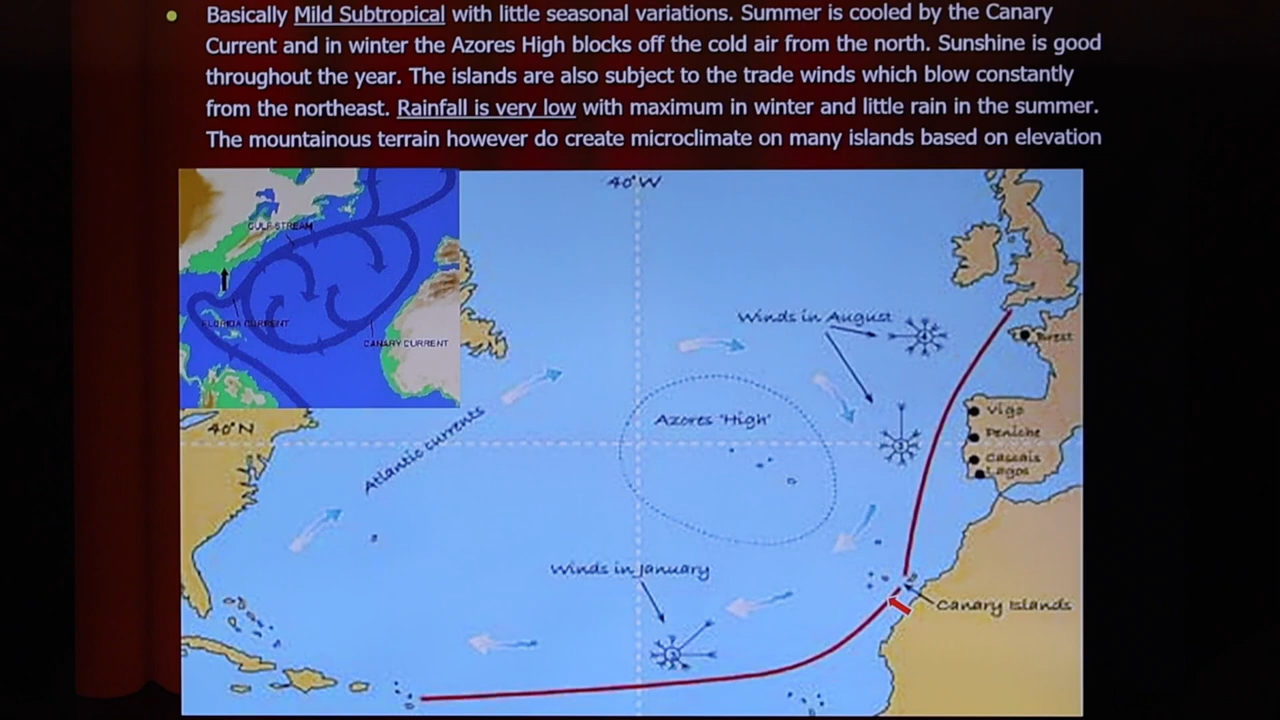 Basically Mild Subtropical with little seasonal variations. Summer is cooled by the Canary
Current and in winter the Azores High blocks off the cold air from the north. Sunshine is good
throughout the year. The islands are also subject to the trade winds which blow constantly
from the northeast. Rainfall is very low with maximum in winter and little rain in the summer.
The mountainous terrain however do create microclimate on many islands based on elevation
40°W
GULF STREAM
FLORIDA CURRENT
CANARY CURRENT
Winds in August
Brest
Azores 'High'
Vigo
Peniche
Cascais
Lagos
40°N
Atlantic currents
Winds in January
Canary Islands